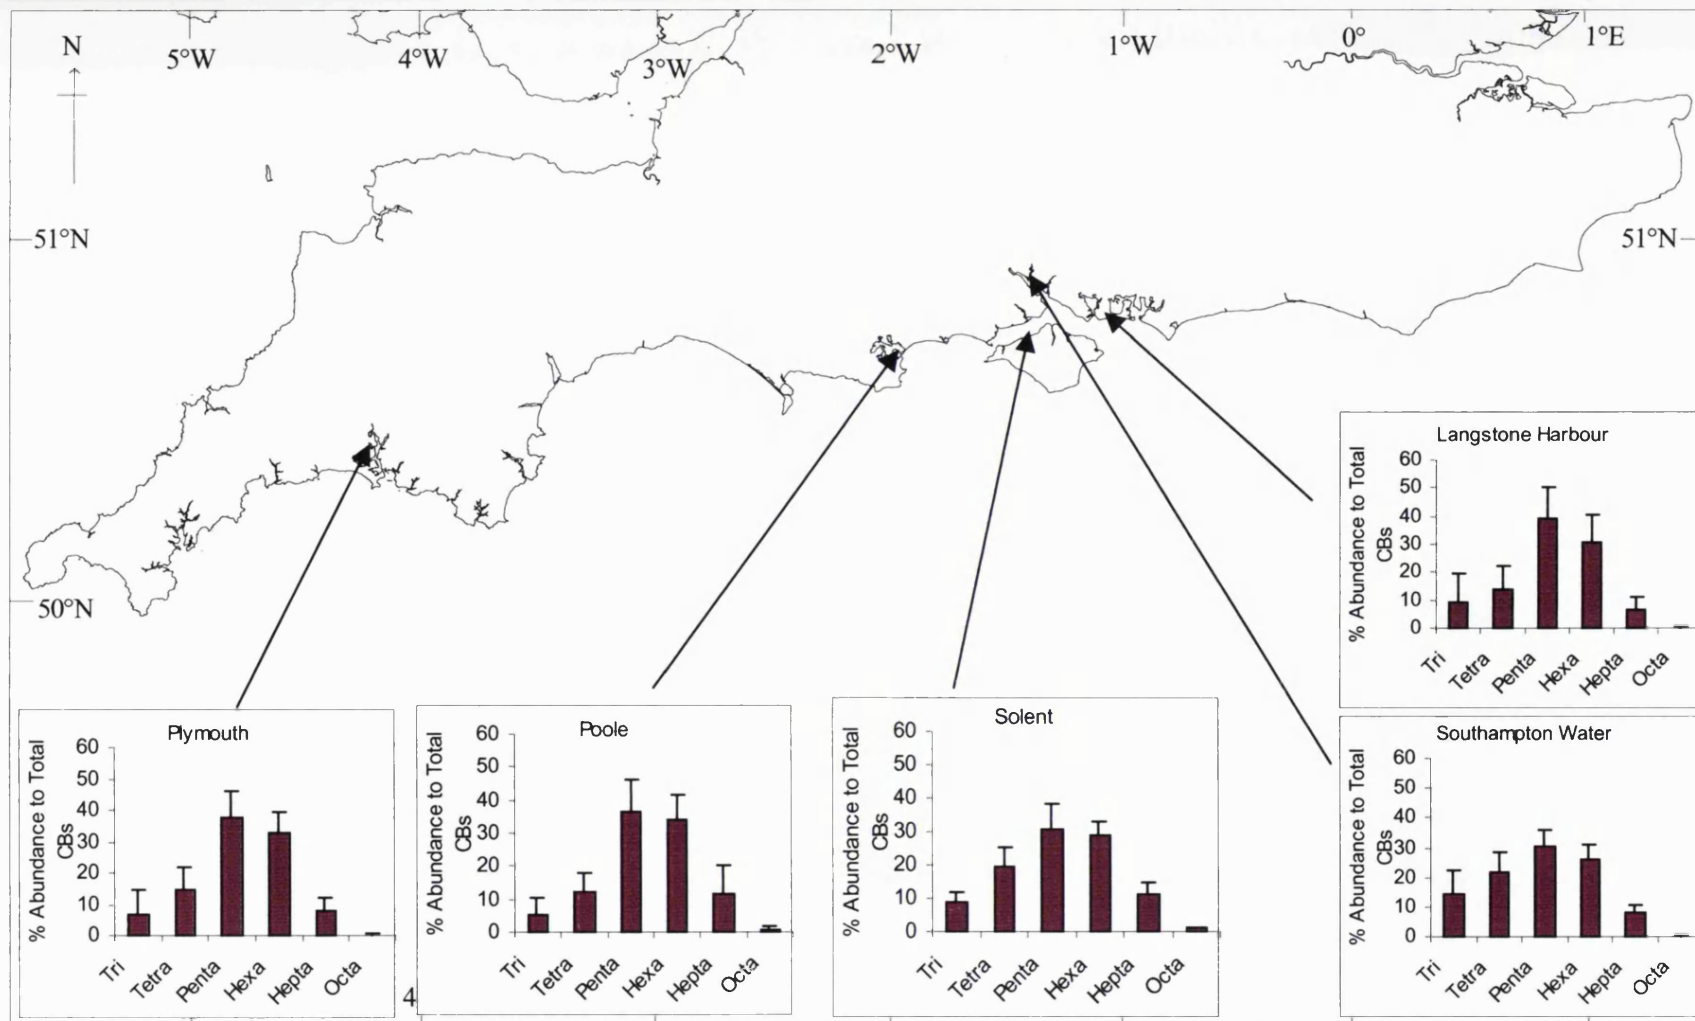 N
5°W
4°W
3°W
2°W
1°W
0°
1°E
51°N
51°N
50°N
Langstone Harbour
% Abundance to Total
CBs
60
50
40
30
20
10
0
Tri
Tetra
Penta
Hexa
Hepta
Octa
Plymouth
% Abundance to Total
CBs
60
50
40
30
20
10
0
Tri
Tetra
Penta
Hexa
Hepta
Octa
4
Poole
% Abundance to Total
CBs
60
50
40
30
20
10
0
Tri
Tetra
Penta
Hexa
Hepta
Octa
Solent
% Abundance to Total
CBs
60
50
40
30
20
10
0
Tri
Tetra
Penta
Hexa
Hepta
Octa
Southampton Water
% Abundance to Total
CBs
60
50
40
30
20
10
0
Tri
Tetra
Penta
Hexa
Hepta
Octa